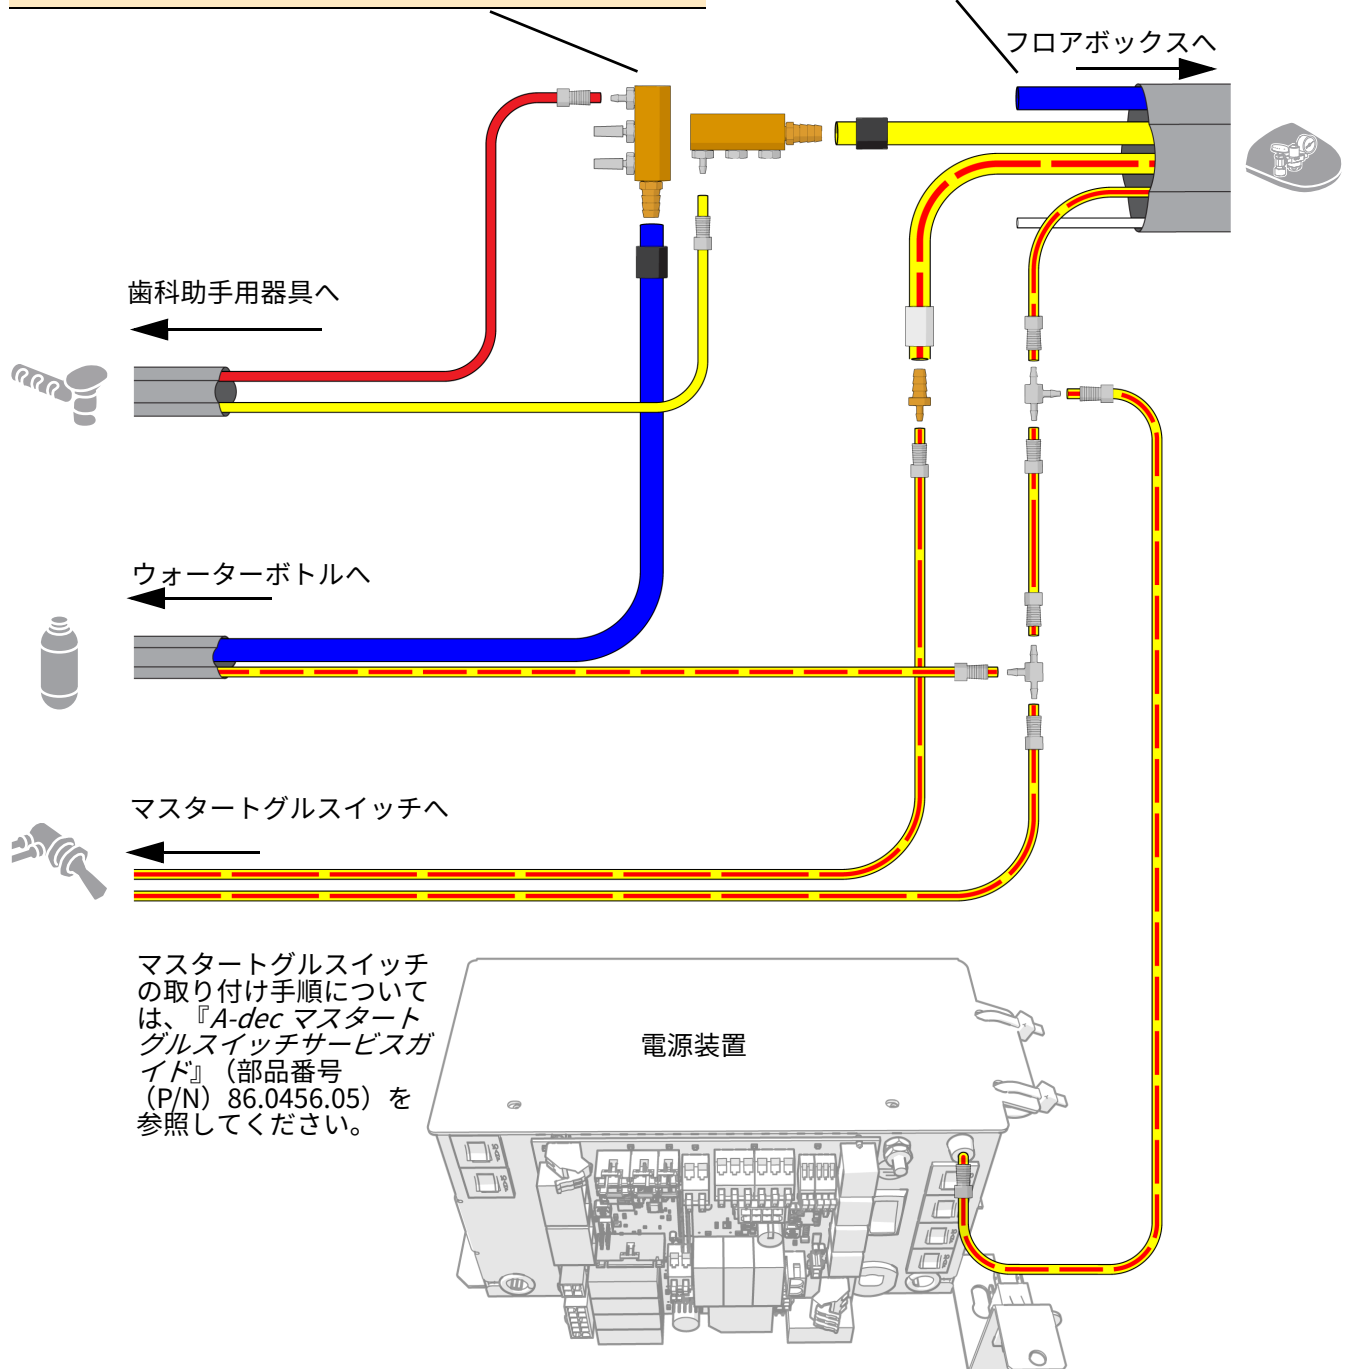 フロアボックスへ
歯科助手用器具へ
ウォーターボトルへ
マスタートグルスイッチへ
マスタートグルスイッチ
の取り付け手順について
は、『A-dec マスタート
グルスイッチサービスガ
イド』（部品番号
（P/N）86.0456.05）を
参照してください。
電源装置